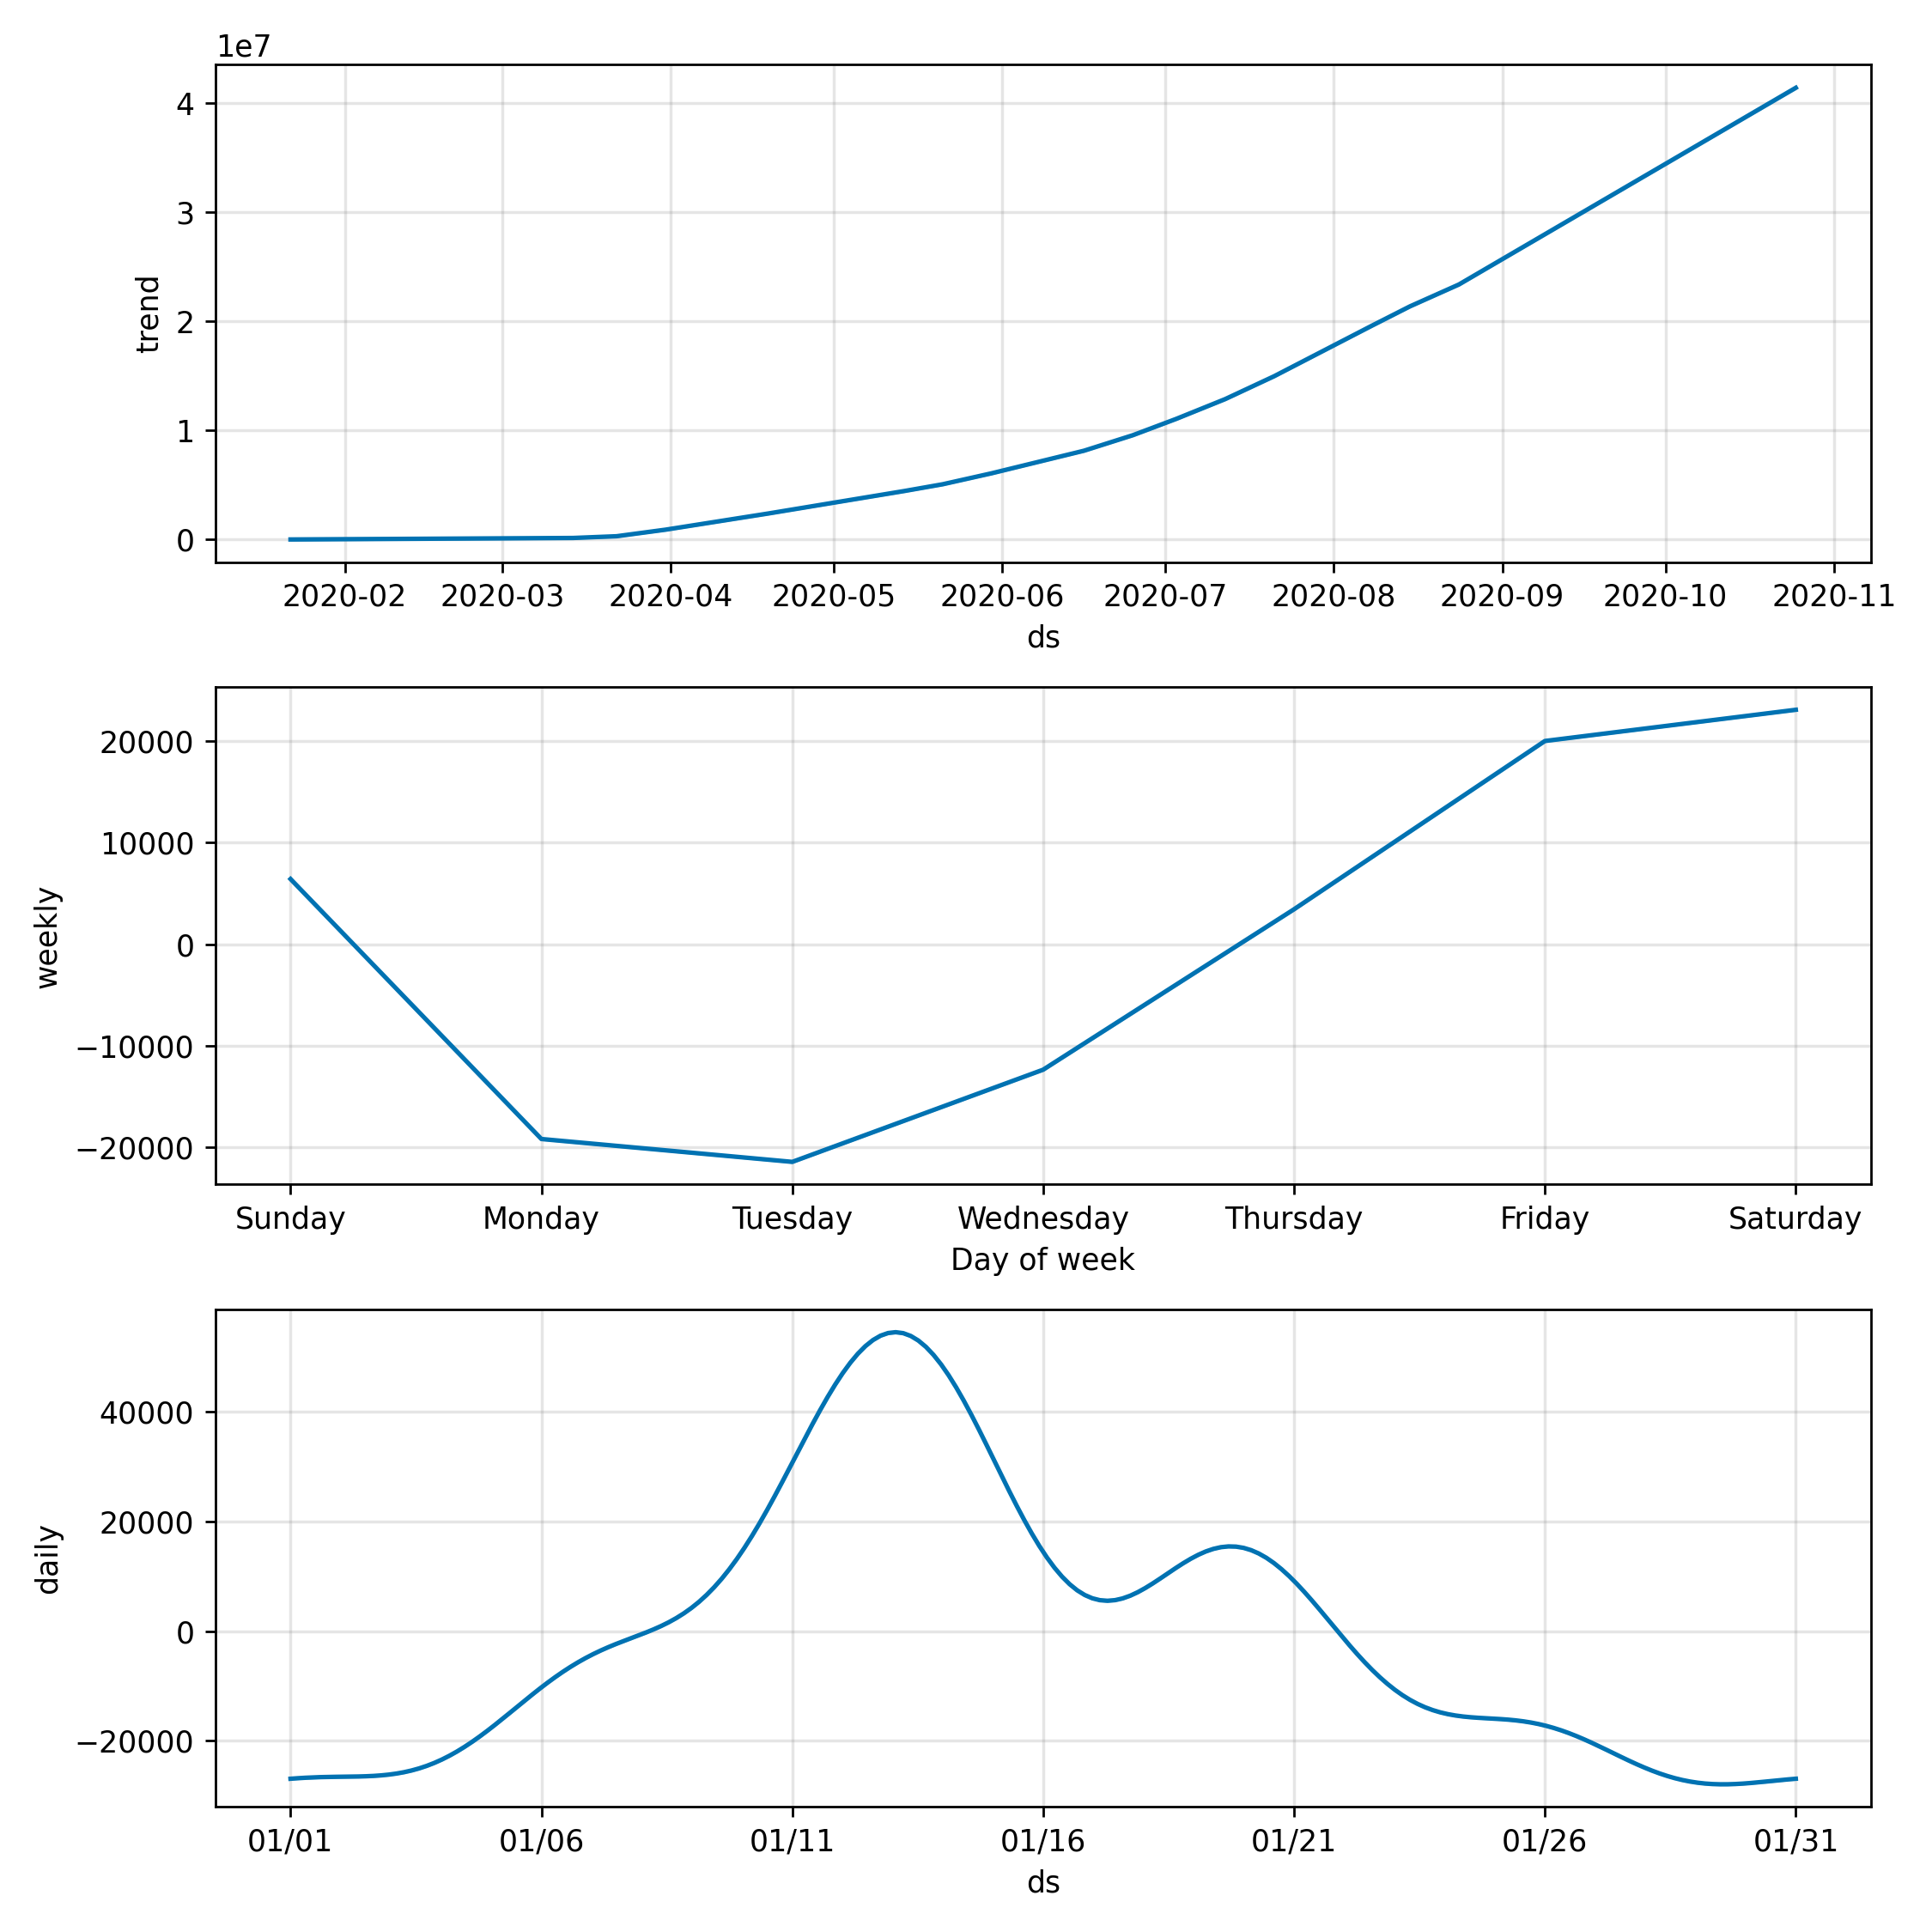 1e7
4
3
2
1
0
trend
2020-02 2020-03 2020-04 2020-05 2020-06 2020-07 2020-08 2020-09 2020-10 2020-11
ds
20000
10000
0
−10000
−20000
weekly
Sunday Monday Tuesday Wednesday Thursday Friday Saturday
Day of week
40000
20000
0
−20000
daily
01/01 01/06 01/11 01/16 01/21 01/26 01/31
ds